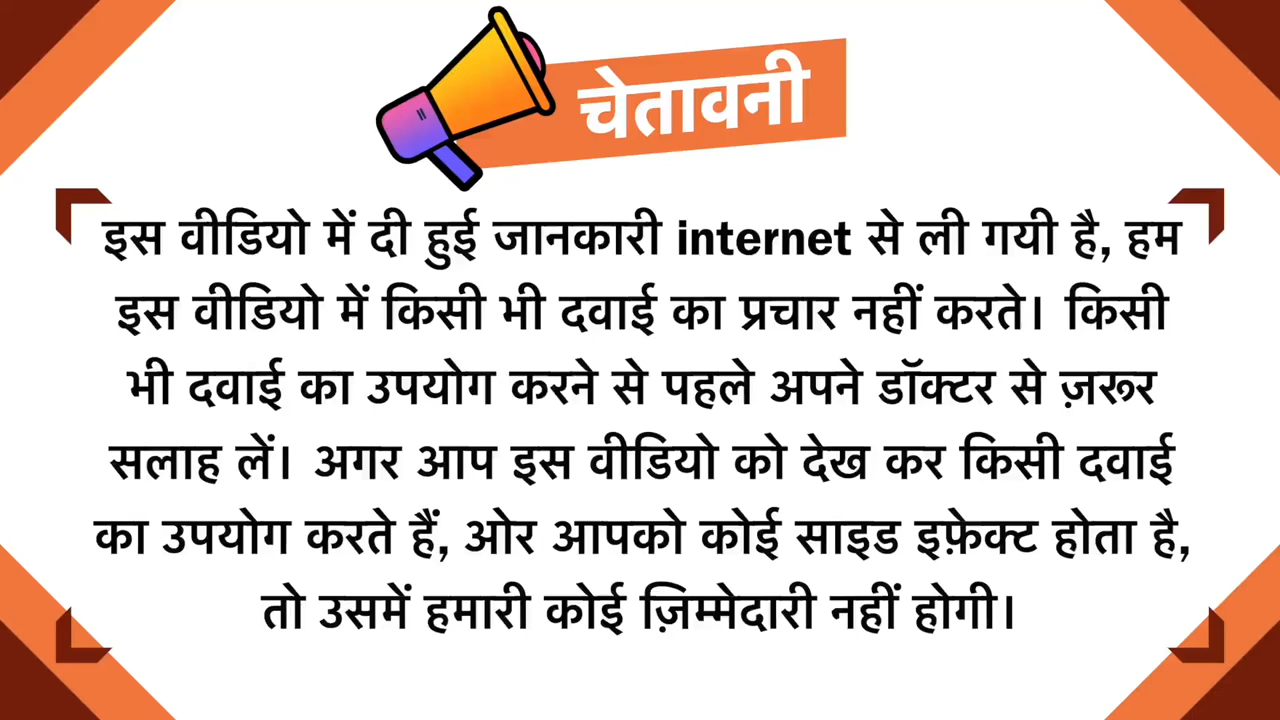 चेतावनी
इस वीडियो में दी हुई जानकारी internet से ली गयी है, हम
इस वीडियो में किसी भी दवाई का प्रचार नहीं करते। किसी
भी दवाई का उपयोग करने से पहले अपने डॉक्टर से ज़रूर
सलाह लें। अगर आप इस वीडियो को देख कर किसी दवाई
का उपयोग करते हैं, ओर आपको कोई साइड इफ़ेक्ट होता है,
तो उसमें हमारी कोई ज़िम्मेदारी नहीं होगी।